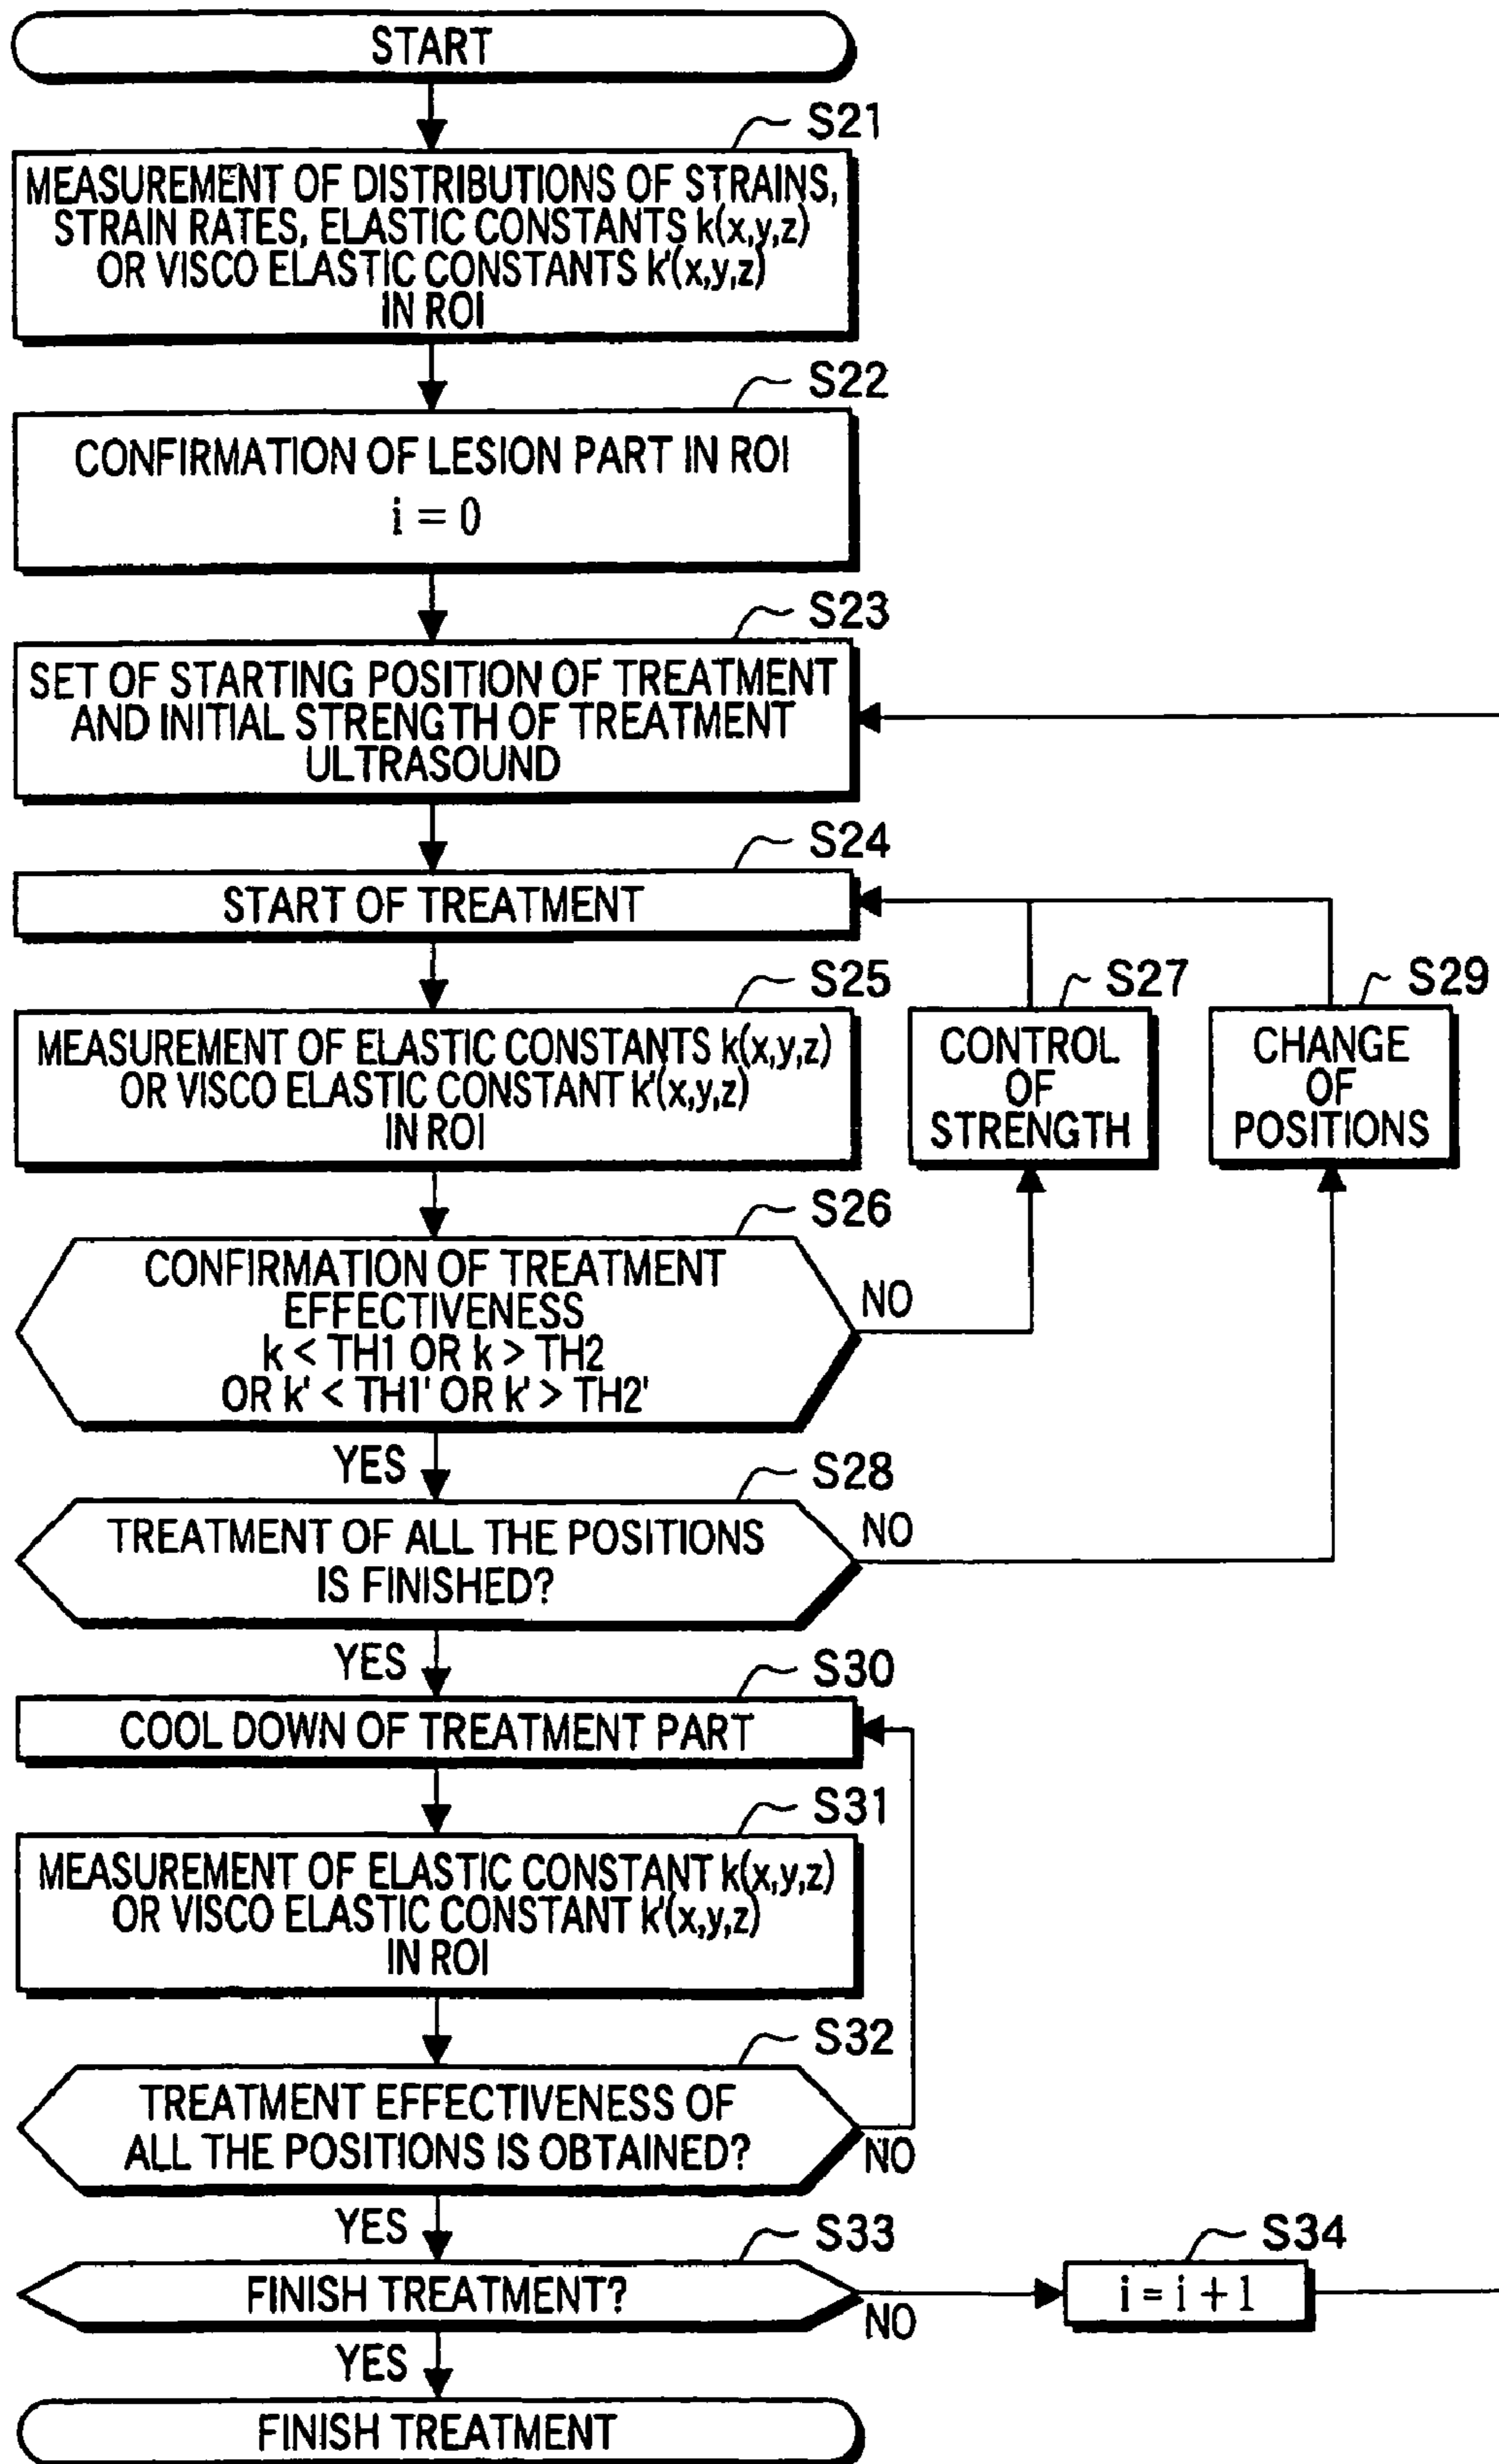 START
S21
MEASUREMENT OF DISTRIBUTIONS OF STRAINS,
STRAIN RATES, ELASTIC CONSTANTS k(x,y,z)
OR VISCO ELASTIC CONSTANTS k'(x,y,z)
IN ROI
S22
CONFIRMATION OF LESION PART IN ROI
i = 0
S23
SET OF STARTING POSITION OF TREATMENT
AND INITIAL STRENGTH OF TREATMENT
ULTRASOUND
S24
START OF TREATMENT
S25
MEASUREMENT OF ELASTIC CONSTANTS k(x,y,z)
OR VISCO ELASTIC CONSTANT k'(x,y,z)
IN ROI
S27
CONTROL
OF
STRENGTH
S29
CHANGE
OF
POSITIONS
S26
CONFIRMATION OF TREATMENT
EFFECTIVENESS
k < TH1 OR k > TH2
OR k' < TH1' OR k' > TH2'
NO
YES
S28
TREATMENT OF ALL THE POSITIONS
IS FINISHED?
NO
YES
S30
COOL DOWN OF TREATMENT PART
S31
MEASUREMENT OF ELASTIC CONSTANT k(x,y,z)
OR VISCO ELASTIC CONSTANT k'(x,y,z)
IN ROI
S32
TREATMENT EFFECTIVENESS OF
ALL THE POSITIONS IS OBTAINED?
NO
YES
S33
FINISH TREATMENT?
NO
S34
i = i + 1
YES
FINISH TREATMENT